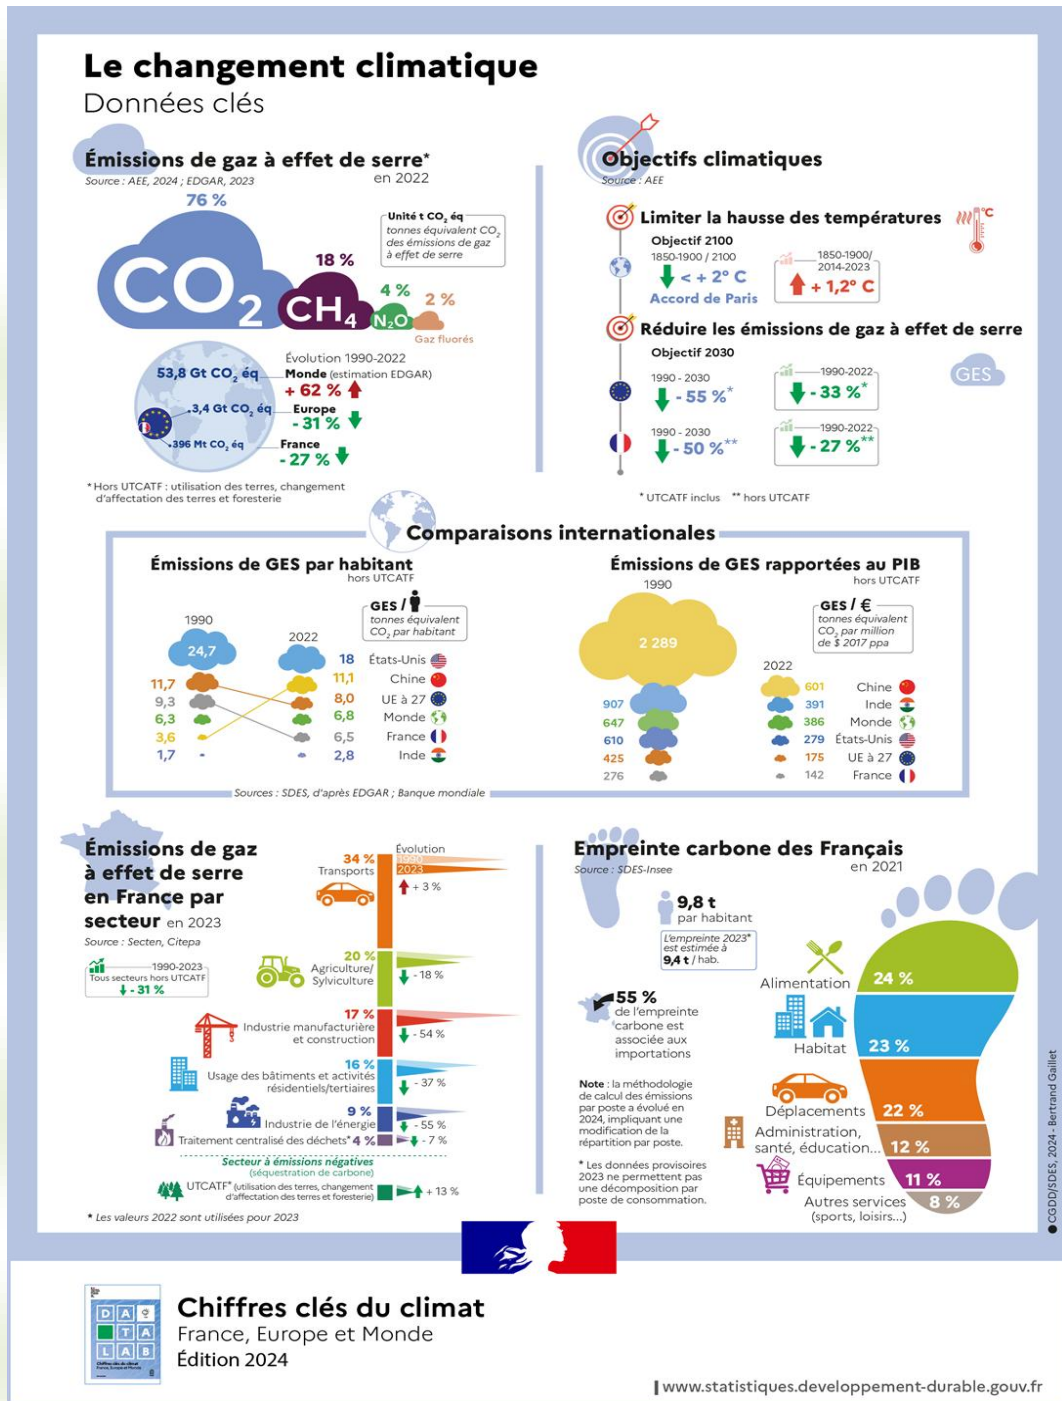 Le changement climatique
Données clés
Émissions de gaz à effet de serre*
en 2022
Source : AEE, 2024 ; EDGAR, 2023
76 %
CO2
18 %
CH4
4 %
N2O
2 %
Gaz fluorés
Unité t CO2 éq
tonnes équivalent CO2
des émissions de gaz
à effet de serre
Évolution 1990-2022
53,8 Gt CO2 éq
Monde (estimation EDGAR)
+ 62 %
3,4 Gt CO2 éq
Europe
- 31 %
396 Mt CO2 éq
France
- 27 %
* Hors UTCATF : utilisation des terres, changement
d'affectation des terres et foresterie
Objectifs climatiques
Source : AEE
Limiter la hausse des températures
°C
Objectif 2100
1850-1900 / 2100
< + 2° C
Accord de Paris
1850-1900/
2014-2023
+ 1,2° C
Réduire les émissions de gaz à effet de serre
Objectif 2030
GES
1990 - 2030
- 55 %*
1990-2022
- 33 %*
1990 - 2030
- 50 %**
1990-2022
- 27 %**
* UTCATF inclus ** hors UTCATF
Comparaisons internationales
Émissions de GES par habitant
hors UTCATF
GES /
tonnes équivalent
CO2 par habitant
1990
2022
24,7
18 États-Unis
11,7
11,1 Chine
9,3
8,0 UE à 27
6,3
6,8 Monde
3,6
6,5 France
1,7
2,8 Inde
Émissions de GES rapportées au PIB
hors UTCATF
1990
GES / €
tonnes équivalent
CO2 par million
de $ 2017 ppa
2 289
2022
601 Chine
907
391 Inde
647
386 Monde
610
279 États-Unis
425
175 UE à 27
276
142 France
Sources : SDES, d'après EDGAR ; Banque mondiale
Émissions de gaz
à effet de serre
en France par
secteur en 2023
Source : Secten, Citepa
1990-2023
Tous secteurs hors UTCATF
- 31 %
Évolution
1990
2023
34 %
Transports
+ 3 %
20 %
Agriculture/
Sylviculture
- 18 %
17 %
Industrie manufacturière
et construction
- 54 %
16 %
Usage des bâtiments et activités
résidentiels/tertiaires
- 37 %
9 %
Industrie de l'énergie
- 55 %
Traitement centralisé des déchets* 4 %
- 7 %
Secteur à émissions négatives
(séquestration de carbone)
UTCATF* (utilisation des terres, changement
d'affectation des terres et foresterie)
+ 13 %
* Les valeurs 2022 sont utilisées pour 2023
Empreinte carbone des Français
en 2021
Source : SDES-Insee
9,8 t
par habitant
L'empreinte 2023*
est estimée à
9,4 t / hab.
55 %
de l'empreinte
carbone est
associée aux
importations
Note : la méthodologie
de calcul des émissions
par poste a évolué en
2024, impliquant une
modification de la
répartition par poste.
* Les données provisoires
2023 ne permettent pas
une décomposition par
poste de consommation.
Alimentation
24 %
Habitat
23 %
Déplacements
22 %
Administration,
santé, éducation...
12 %
Équipements
11 %
Autres services
(sports, loisirs...)
8 %
CGDD/SDES, 2024 - Bertrand Gaillet
DATA
LAB
Chiffres clés du climat
France, Europe et Monde
Chiffres clés du climat
France, Europe et Monde
Édition 2024
www.statistiques.developpement-durable.gouv.fr